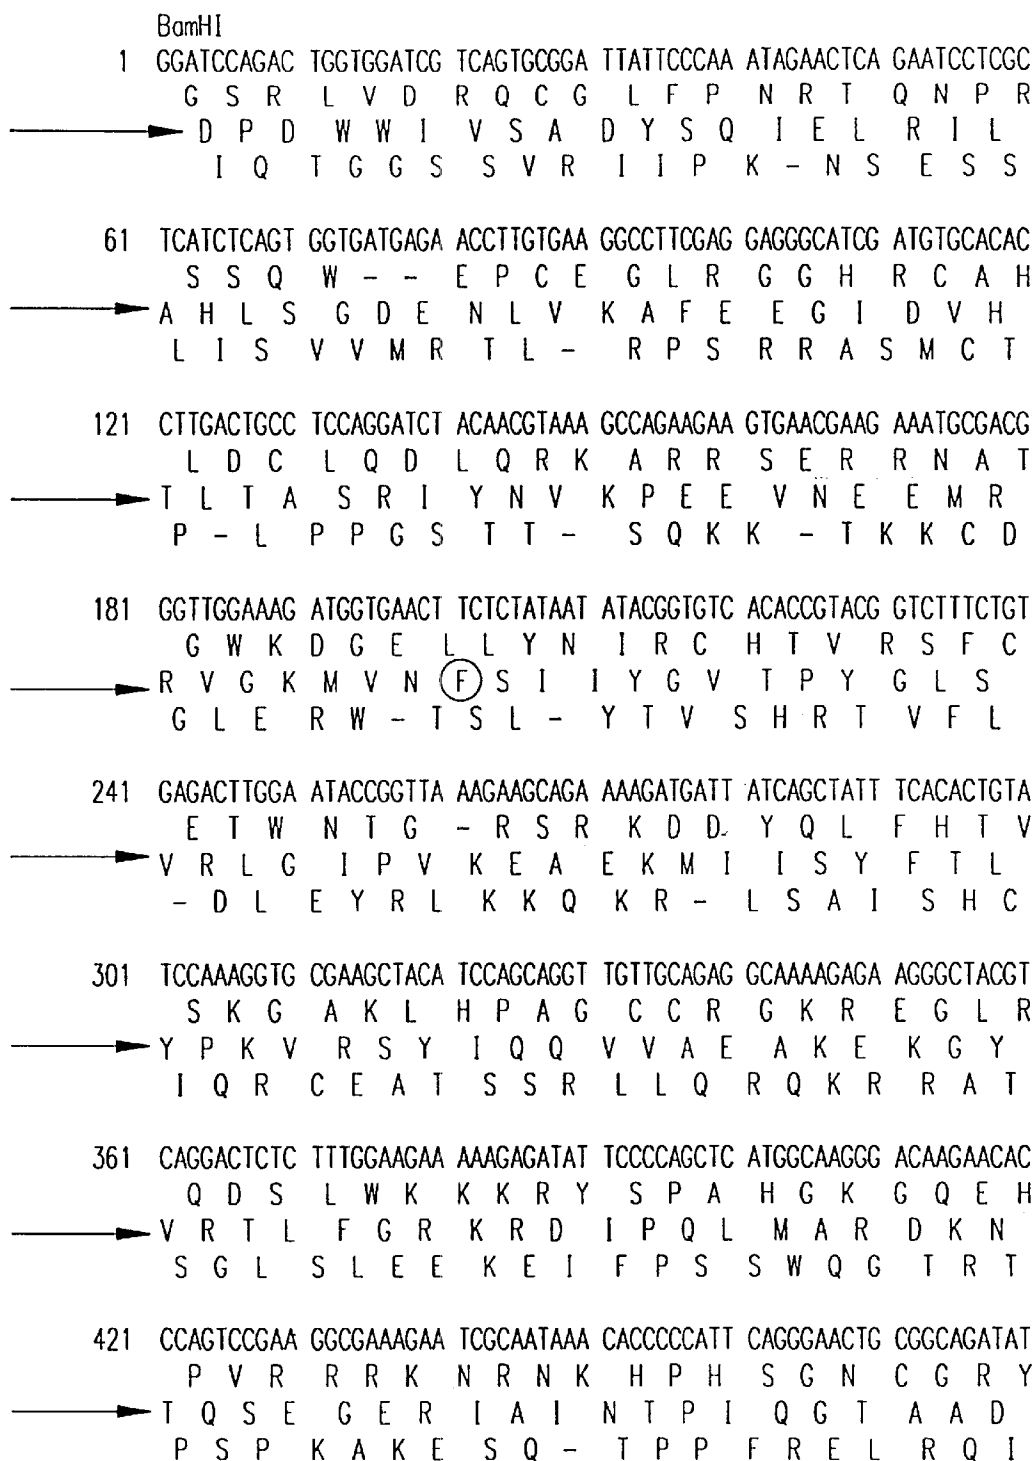 BamHI
1 GGATCCAGAC TGGTGGATCG TCAGTGCGGA TTATTCCCAA ATAGAACTCA GAATCCTCGC
G S R L V D R Q C G L F P N R T Q N P R
D P D W W I V S A D Y S Q I E L R I L
I Q T G G S S V R I I P K - N S E S S
61 TCATCTCAGT GGTGATGAGA ACCTTGTGAA GGCCTTCGAG GAGGGCATCG ATGTGCACAC
S S Q W - - E P C E G L R G G H R C A H
A H L S G D E N L V K A F E E G I D V H
L I S V V M R T L - R P S R R A S M C T
121 CTTGACTGCC TCCAGGATCT ACAACGTAAA GCCAGAAGAA GTGAACGAAG AAATGCGACG
L D C L Q D L Q R K A R R S E R R N A T
T L T A S R I Y N V K P E E V N E E M R
P - L P P G S T T - S Q K K - T K K C D
181 GGTTGGAAAG ATGGTGAACT TCTCTATAAT ATACGGTGTC ACACCGTACG GTCTTTCTGT
G W K D G E L L Y N I R C H T V R S F C
R V G K M V N F S I I Y G V T P Y G L S
G L E R W - T S L - Y T V S H R T V F L
241 GAGACTTGGA ATACCGGTTA AAGAAGCAGA AAAGATGATT ATCAGCTATT TCACACTGTA
E T W N T G - R S R K D D Y Q L F H T V
V R L G I P V K E A E K M I I S Y F T L
- D L E Y R L K K Q K R - L S A I S H C
301 TCCAAAGGTG CGAAGCTACA TCCAGCAGGT TGTTGCAGAG GCAAAAGAGA AGGGCTACGT
S K G A K L H P A G C C R G K R E G L R
Y P K V R S Y I Q Q V V A E A K E K G Y
I Q R C E A T S S R L L Q R Q K R R A T
361 CAGGACTCTC TTTGGAAGAA AAAGAGATAT TCCCCAGCTC ATGGCAAGGG ACAAGAACAC
Q D S L W K K K R Y S P A H G K G Q E H
V R T L F G R K R D I P Q L M A R D K N
S G L S L E E K E I F P S S W Q G T R T
421 CCAGTCCGAA GGCGAAAGAA TCGCAATAAA CACCCCCATT CAGGGAACTG CGGCAGATAT
P V R R R K N R N K H P H S G N C G R Y
T Q S E G E R I A I N T P I Q G T A A D
P S P K A K E S Q - T P P F R E L R Q I